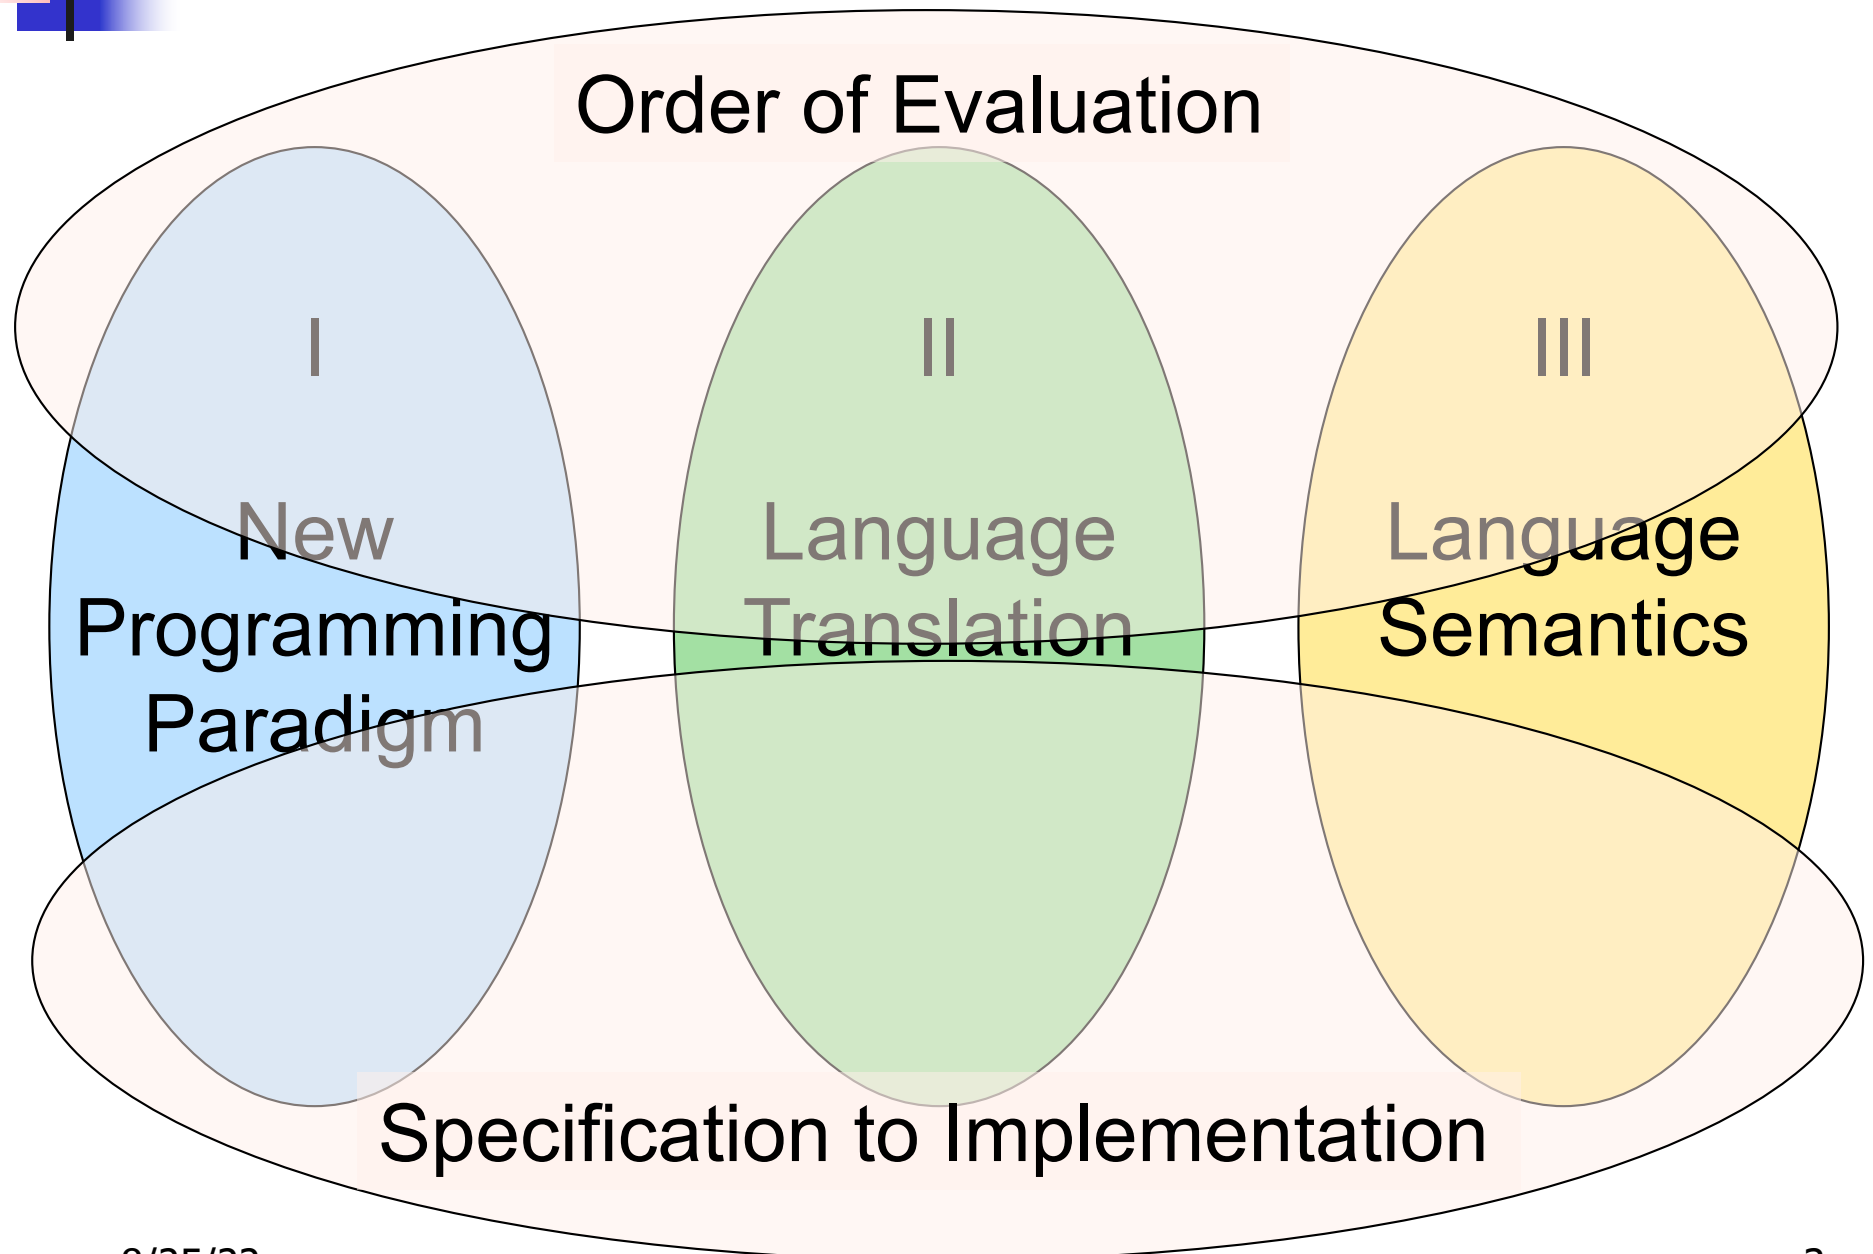 Order of Evaluation
I
New
Programming
Paradigm
II
Language
Translation
III
Language
Semantics
Specification to Implementation